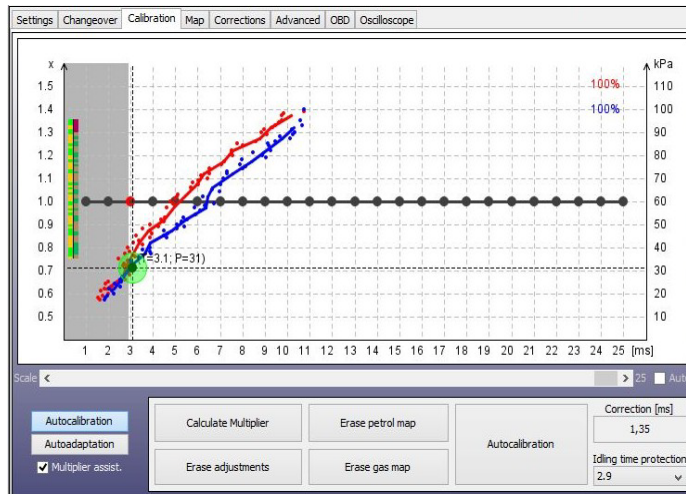 Settings Changeover Calibration Map Corrections Advanced OBD Oscilloscope
x kPa
1.5 110
1.4 100% 100
1.3 100% 90
1.2 80
1.1 70
1.0 60
0.9 50
0.8 40
0.7 =3.1; P=31) 30
0.6 20
0.5 10
1 2 3 4 5 6 7 8 9 10 11 12 13 14 15 16 17 18 19 20 21 22 23 24 25 [ms]
Scale 25 Aut
Autocalibration
Autoadaptation
Multiplier assist.
Calculate Multiplier Erase petrol map
Erase adjustments Erase gas map
Autocalibration
Correction [ms]
1,35
Idling time protection
2.9